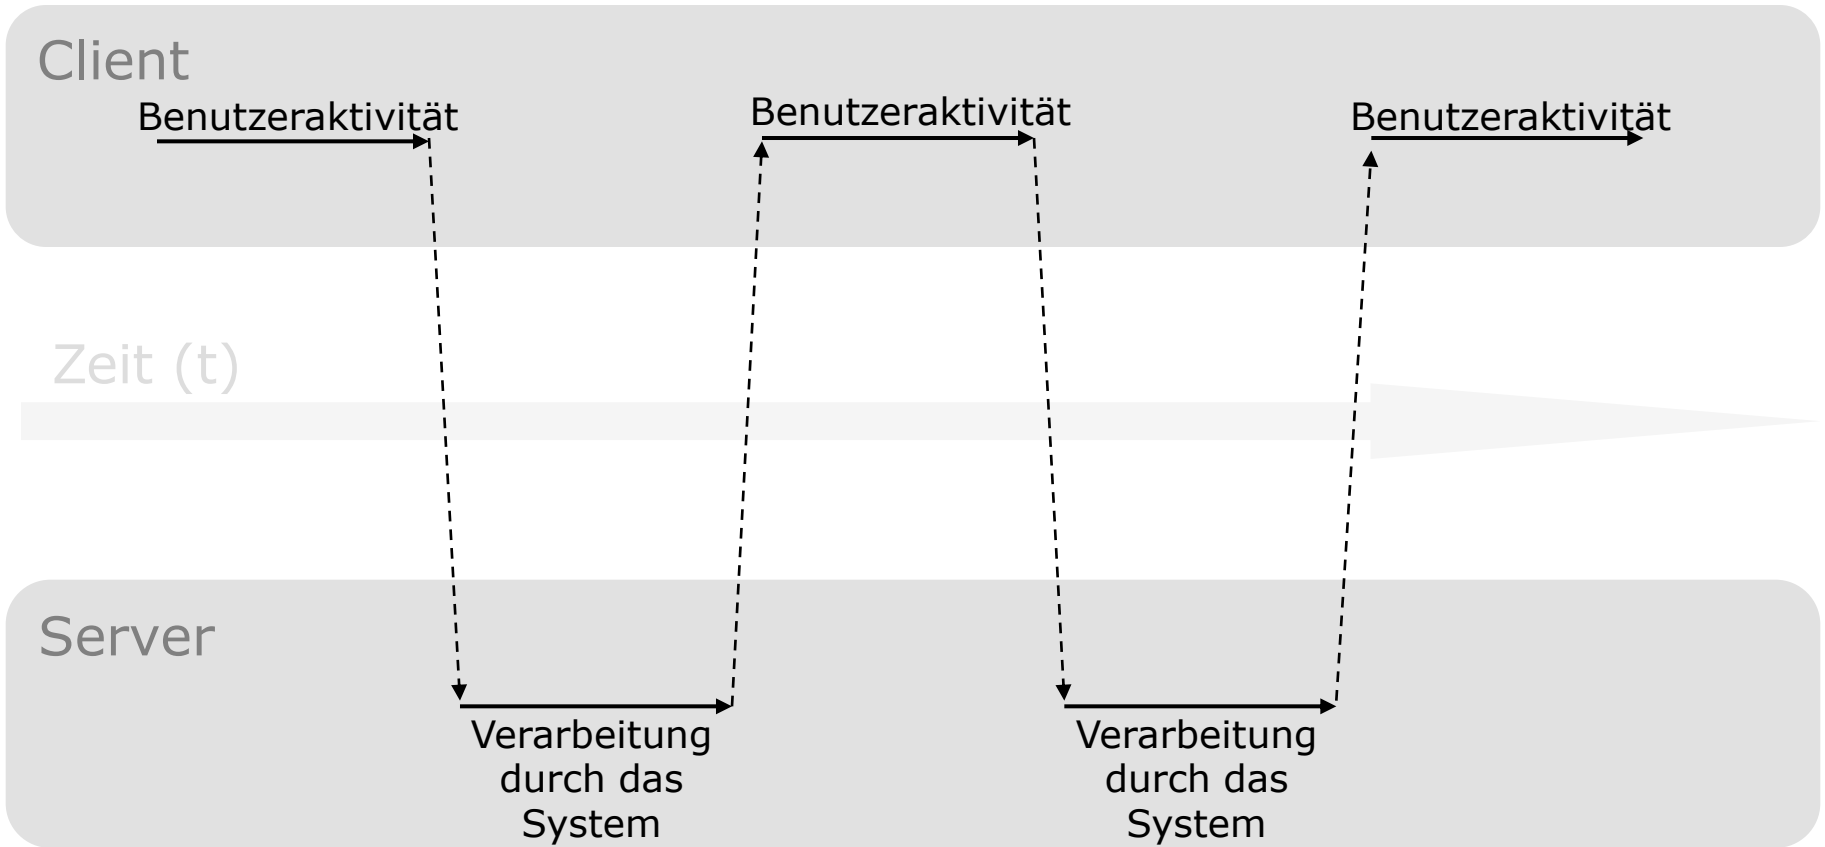 Client
Benutzeraktivität
Benutzeraktivität
Benutzeraktivität
Zeit (t)
Server
Verarbeitung
durch das
System
Verarbeitung
durch das
System